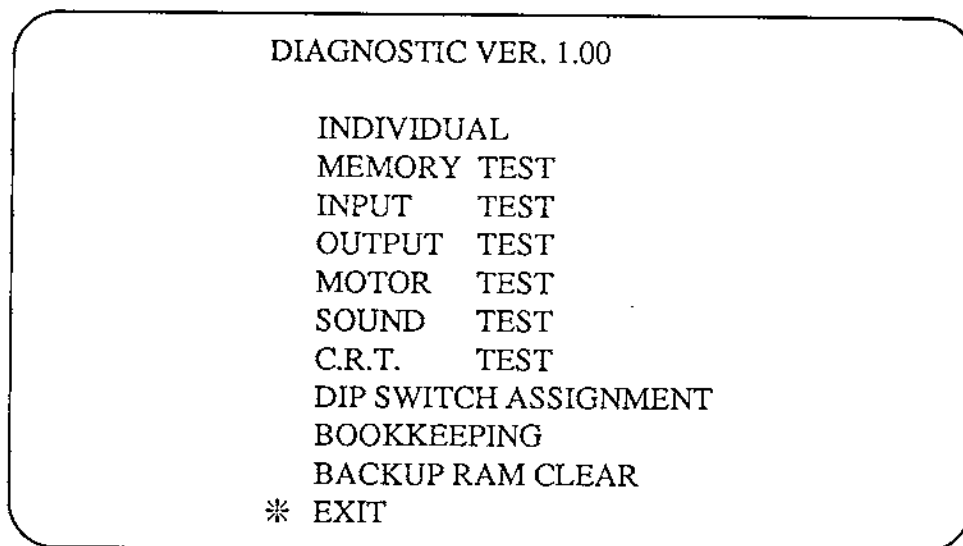 DIAGNOSTIC VER. 1.00
INDIVIDUAL
MEMORY TEST
INPUT TEST
OUTPUT TEST
MOTOR TEST
SOUND TEST
C.R.T. TEST
DIP SWITCH ASSIGNMENT
BOOKKEEPING
BACKUP RAM CLEAR
※ EXIT